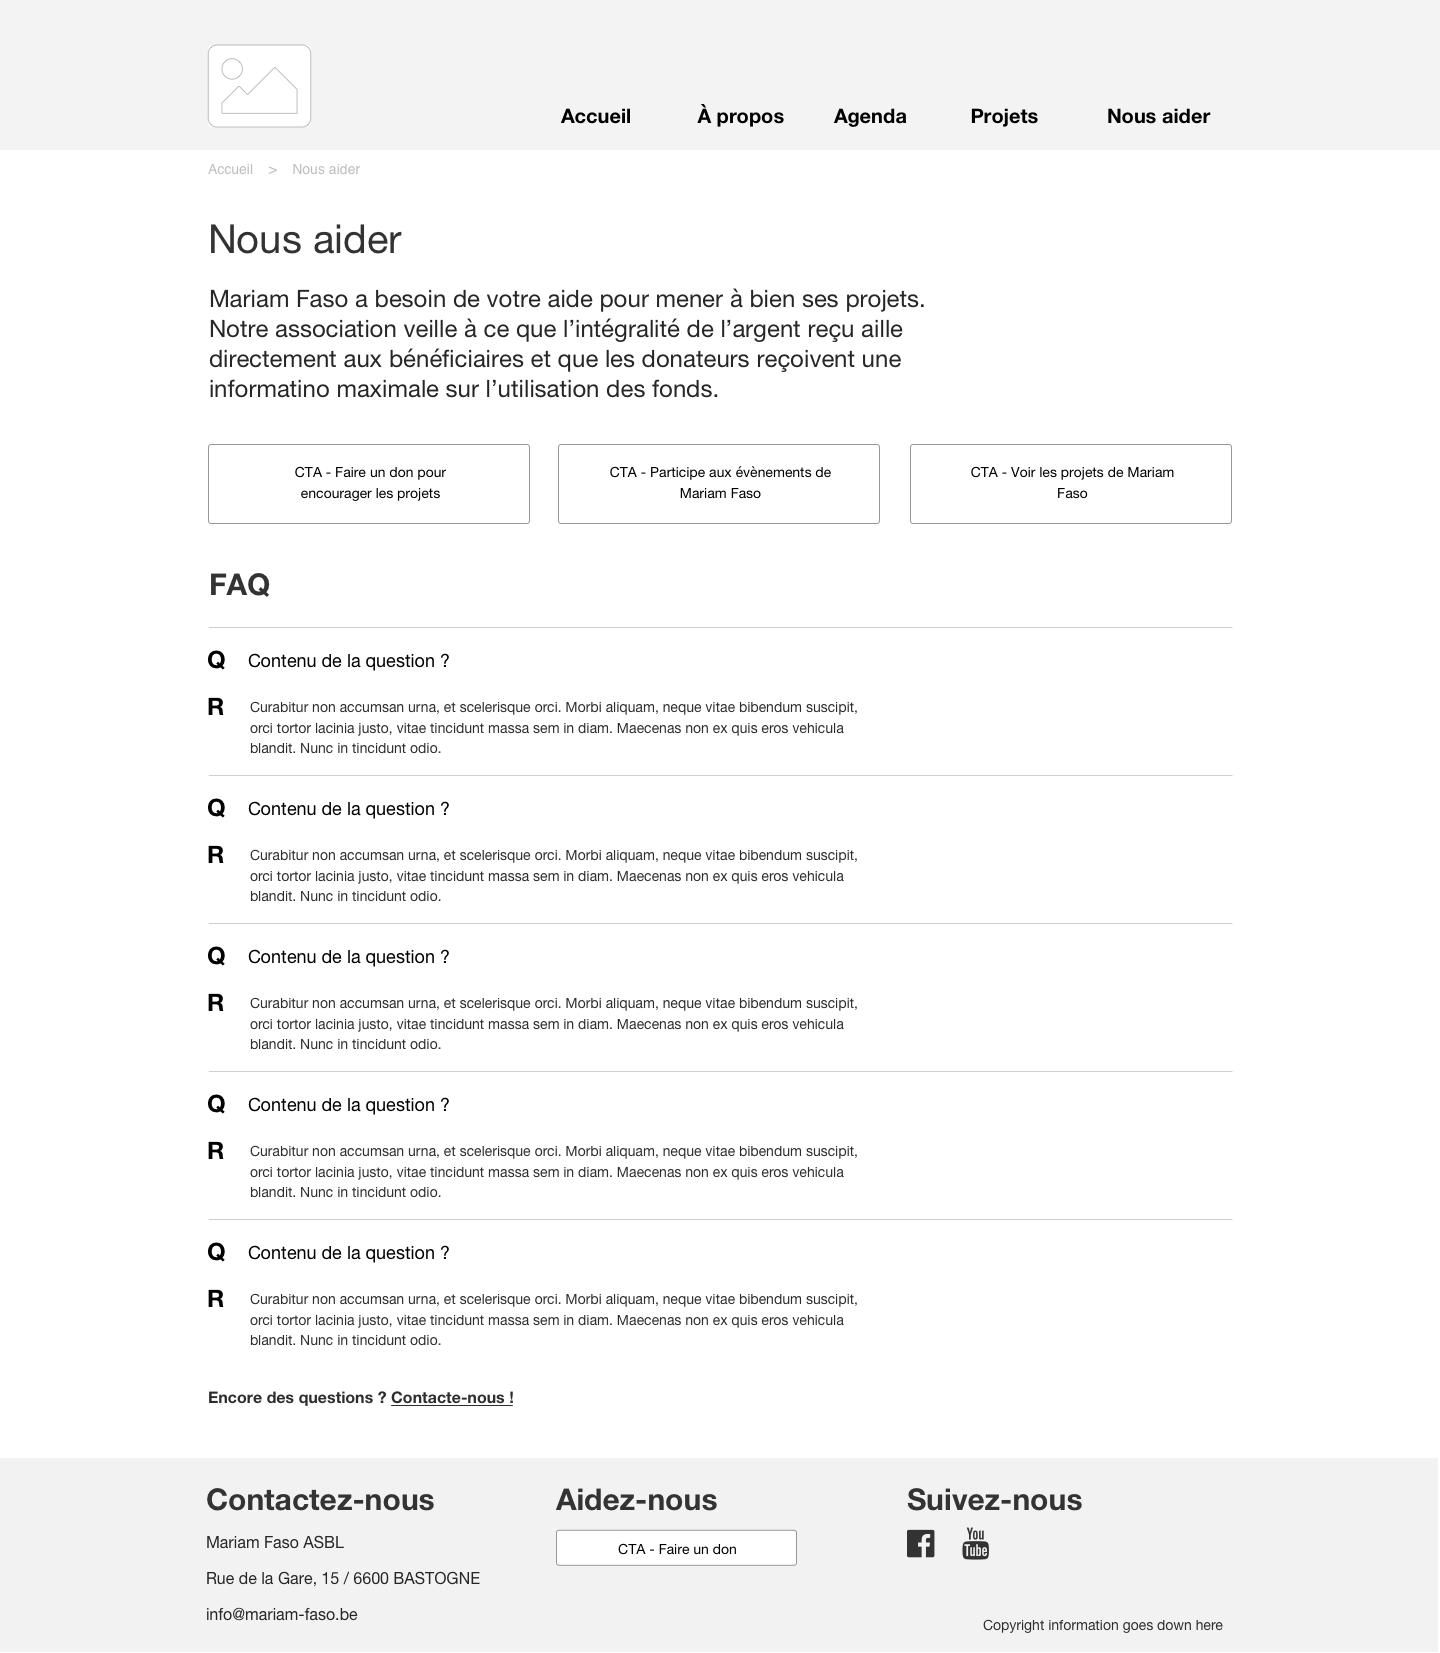 Accueil À propos Agenda Projets Nous aider
Accueil > Nous aider
Nous aider
Mariam Faso a besoin de votre aide pour mener à bien ses projets.
Notre association veille à ce que l’intégralité de l’argent reçu aille
directement aux bénéficiaires et que les donateurs reçoivent une
informatino maximale sur l’utilisation des fonds.
CTA - Faire un don pour
encourager les projets
CTA - Participe aux évènements de
Mariam Faso
CTA - Voir les projets de Mariam
Faso
FAQ
Q Contenu de la question ?
R Curabitur non accumsan urna, et scelerisque orci. Morbi aliquam, neque vitae bibendum suscipit,
orci tortor lacinia justo, vitae tincidunt massa sem in diam. Maecenas non ex quis eros vehicula
blandit. Nunc in tincidunt odio.
Q Contenu de la question ?
R Curabitur non accumsan urna, et scelerisque orci. Morbi aliquam, neque vitae bibendum suscipit,
orci tortor lacinia justo, vitae tincidunt massa sem in diam. Maecenas non ex quis eros vehicula
blandit. Nunc in tincidunt odio.
Q Contenu de la question ?
R Curabitur non accumsan urna, et scelerisque orci. Morbi aliquam, neque vitae bibendum suscipit,
orci tortor lacinia justo, vitae tincidunt massa sem in diam. Maecenas non ex quis eros vehicula
blandit. Nunc in tincidunt odio.
Q Contenu de la question ?
R Curabitur non accumsan urna, et scelerisque orci. Morbi aliquam, neque vitae bibendum suscipit,
orci tortor lacinia justo, vitae tincidunt massa sem in diam. Maecenas non ex quis eros vehicula
blandit. Nunc in tincidunt odio.
Q Contenu de la question ?
R Curabitur non accumsan urna, et scelerisque orci. Morbi aliquam, neque vitae bibendum suscipit,
orci tortor lacinia justo, vitae tincidunt massa sem in diam. Maecenas non ex quis eros vehicula
blandit. Nunc in tincidunt odio.
Encore des questions ? Contacte-nous !
Contactez-nous
Mariam Faso ASBL
Rue de la Gare, 15 / 6600 BASTOGNE
info@mariam-faso.be
Aidez-nous
CTA - Faire un don
Suivez-nous
f
You
Tube
Copyright information goes down here